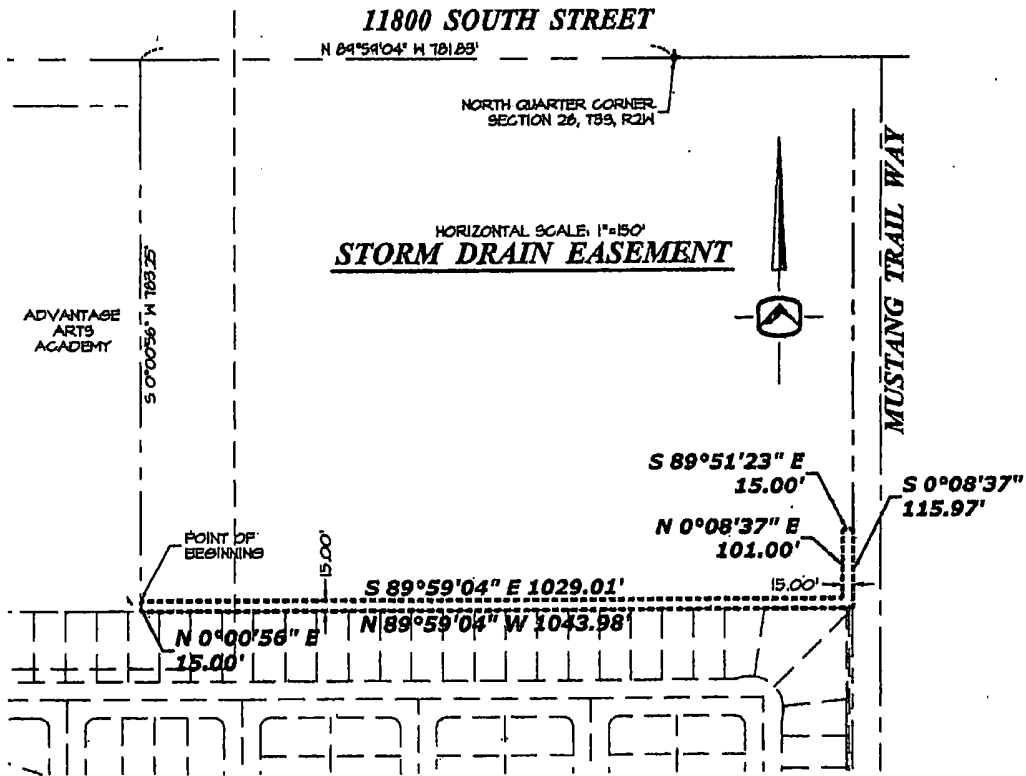 11800 SOUTH STREET
N 89°59'04" W 781.83'
NORTH QUARTER CORNER
SECTION 26, T3S, R2W
MUSTANG TRAIL WAY
HORIZONTAL SCALE: 1"=150'
STORM DRAIN EASEMENT
ADVANTAGE
ARTS
ACADEMY
S 0°00'56" W 783.25'
S 89°51'23" E
15.00'
S 0°08'37"
115.97'
N 0°08'37" E
101.00'
POINT OF
BEGINNING
15.00'
15.00'
S 89°59'04" E 1029.01'
N 89°59'04" W 1043.98'
N 0°00'56" E
15.00'